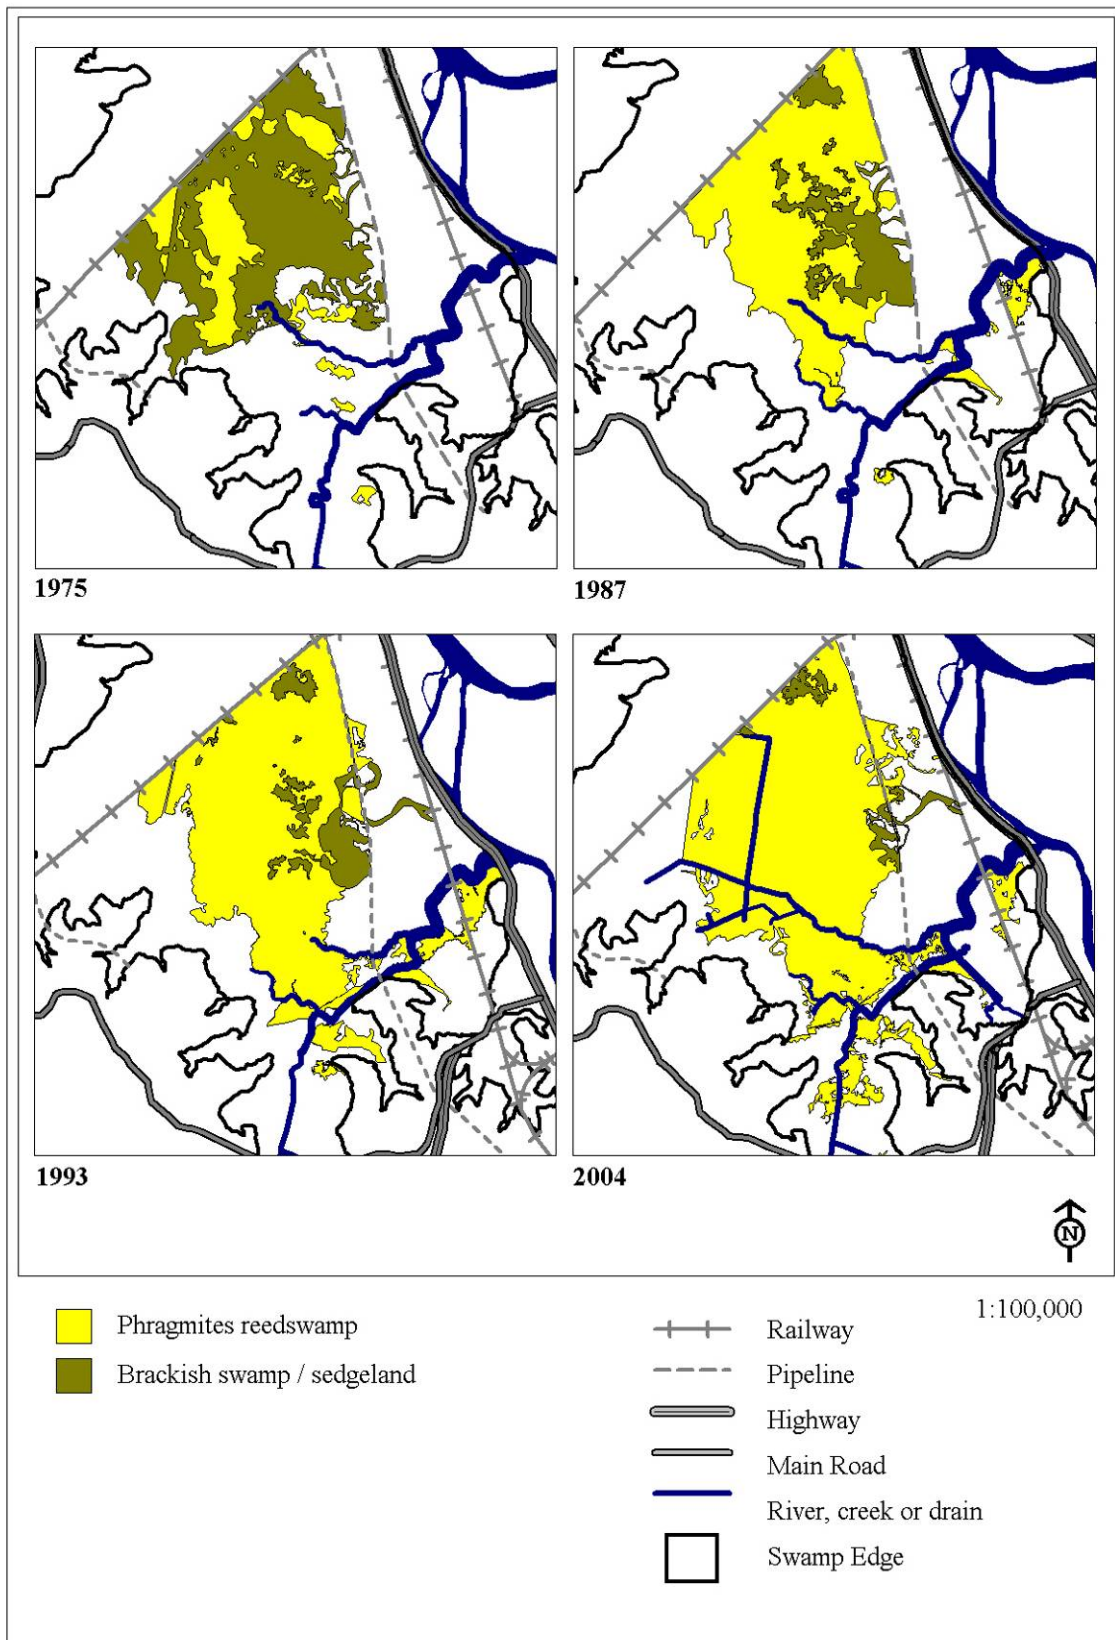 1975
1987
1993
2004
N
1:100,000
Phragmites reedswamp
Brackish swamp / sedgeland
Railway
Pipeline
Highway
Main Road
River, creek or drain
Swamp Edge